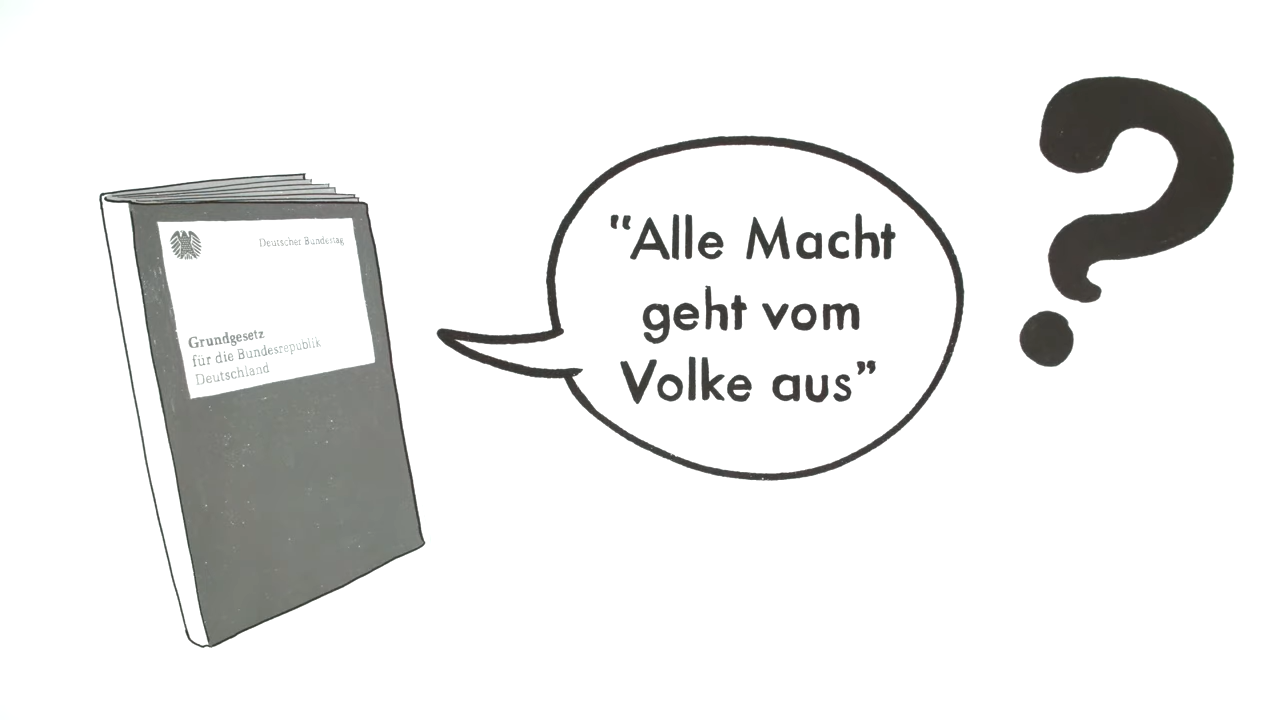 Deutscher Bundestag
Grundgesetz
für die Bundesrepublik
Deutschland
“Alle Macht
geht vom
Volke aus”
?